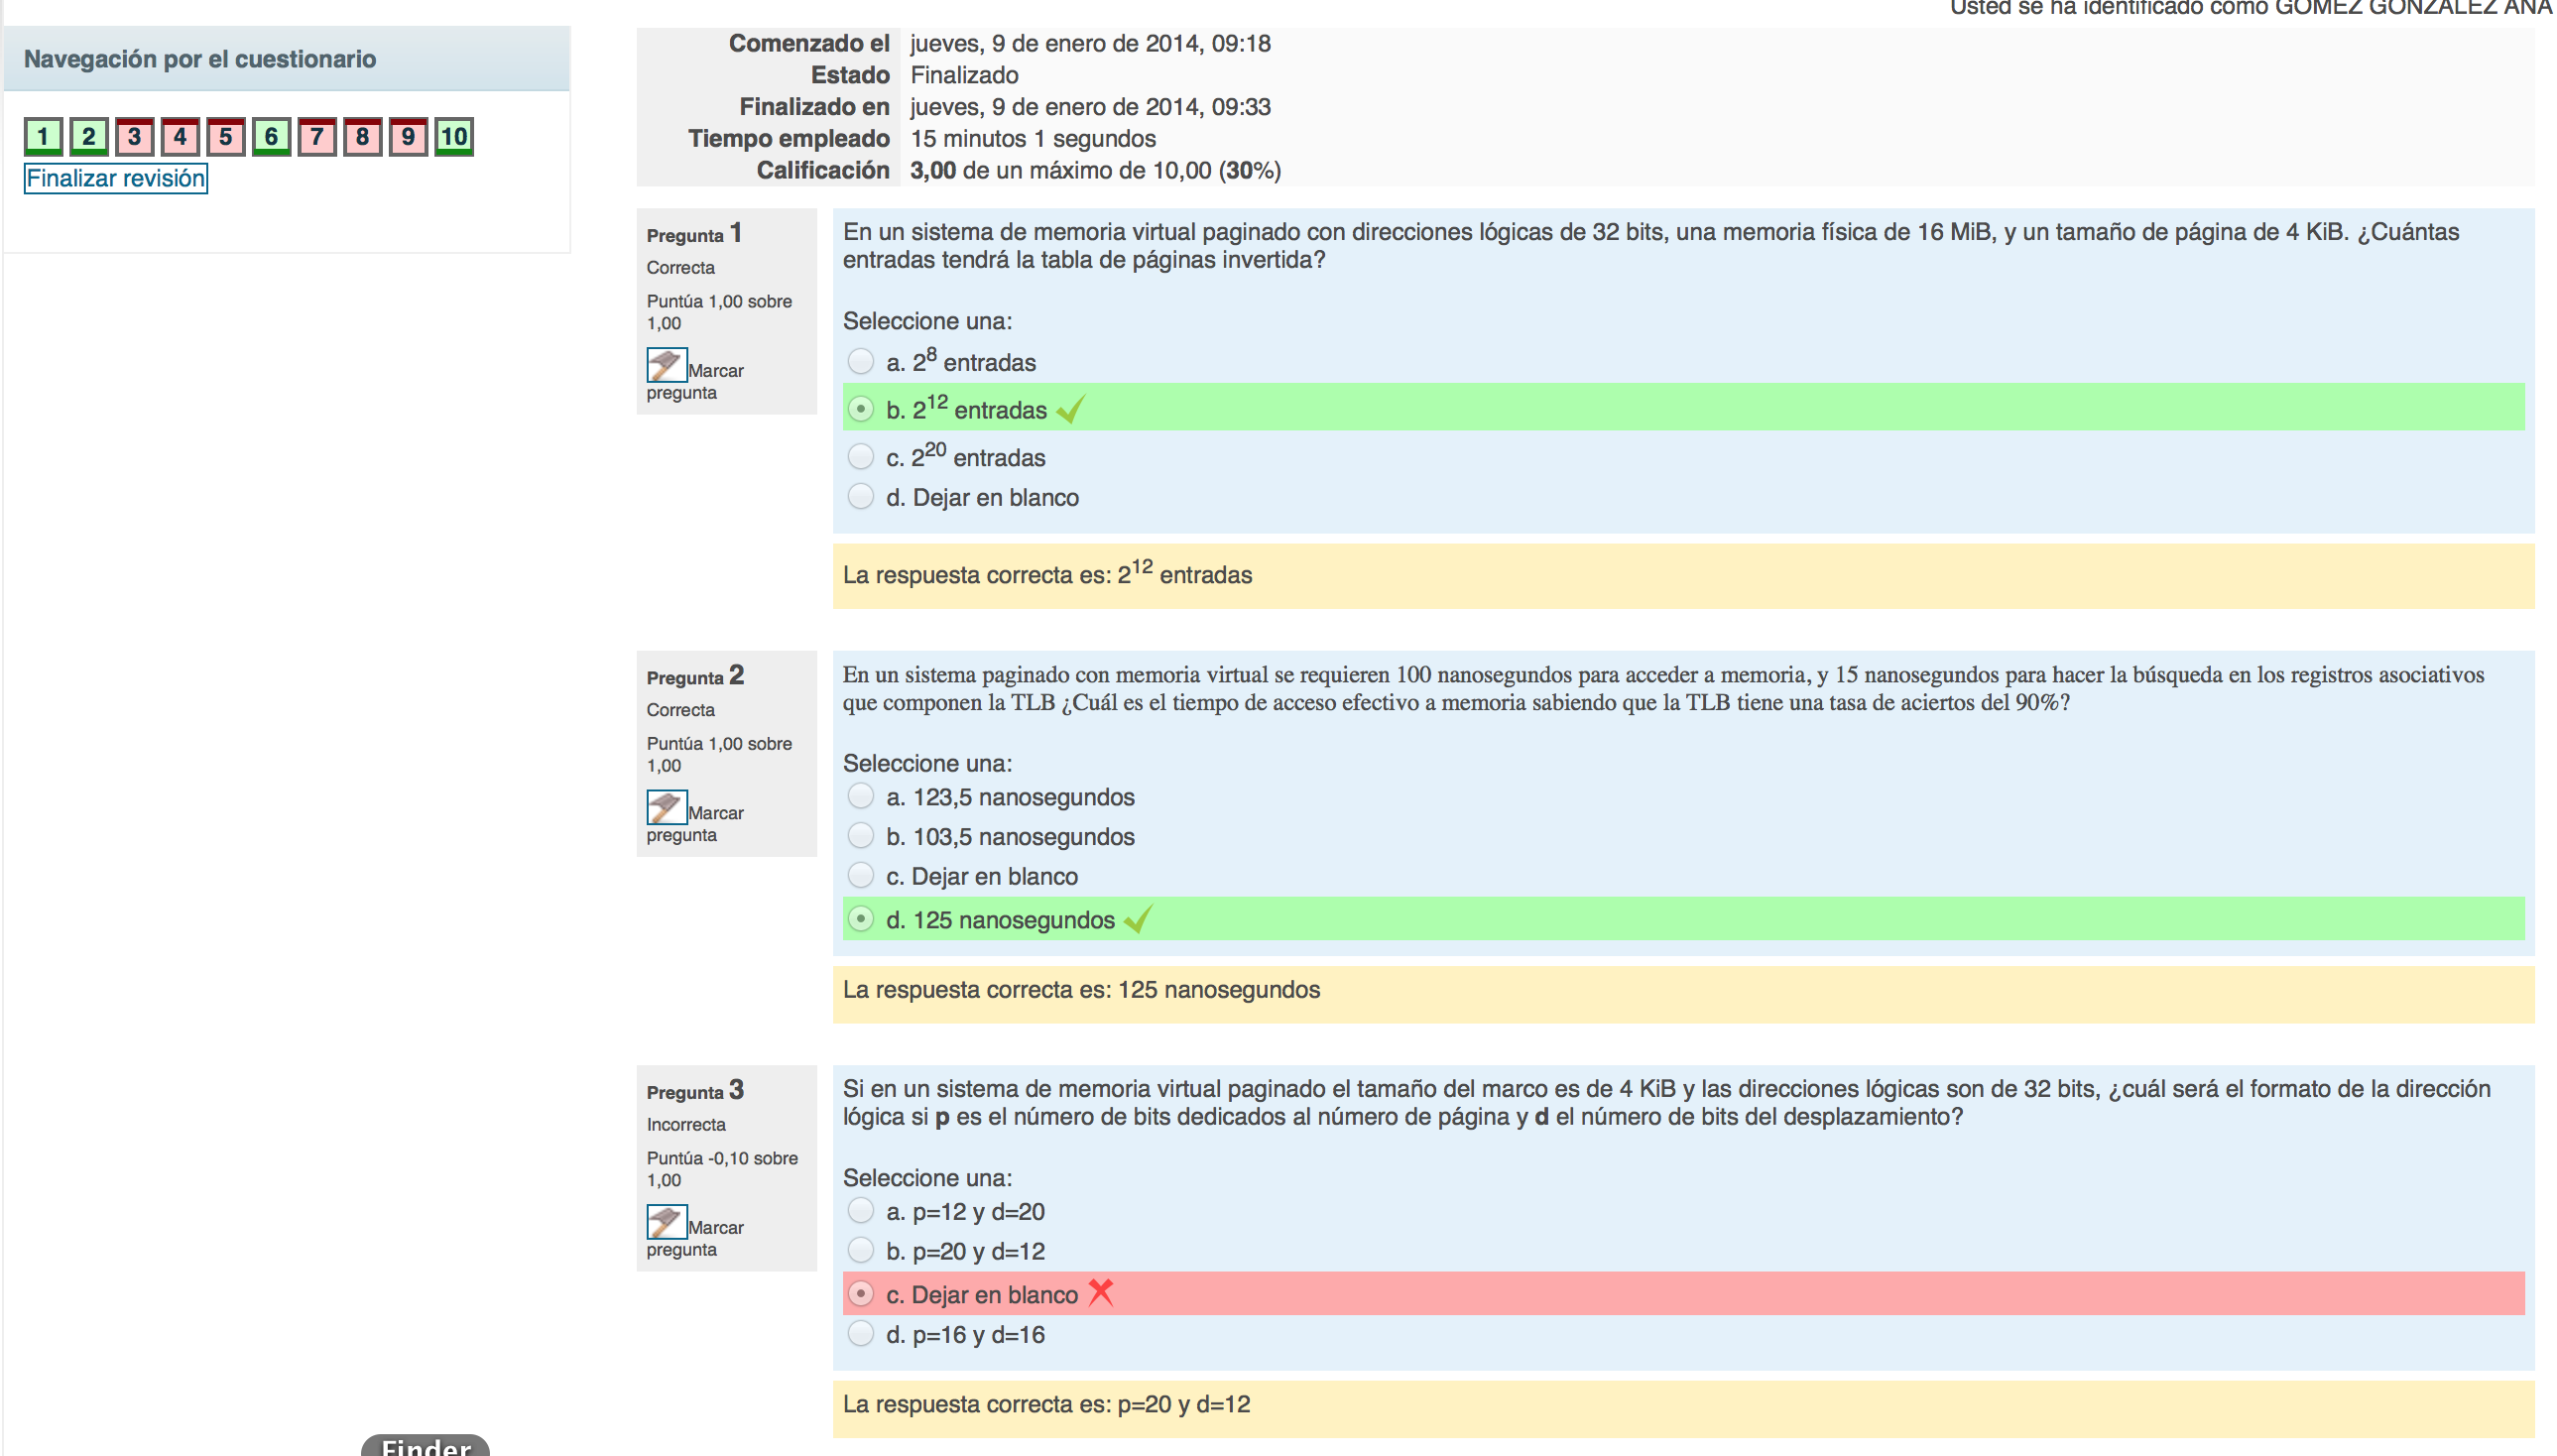 Usted se ha identificado como GOMEZ GONZALEZ ANA
Navegación por el cuestionario
1 2 3 4 5 6 7 8 9 10
Finalizar revisión
Comenzado el jueves, 9 de enero de 2014, 09:18
Estado Finalizado
Finalizado en jueves, 9 de enero de 2014, 09:33
Tiempo empleado 15 minutos 1 segundos
Calificación 3,00 de un máximo de 10,00 (30%)
Pregunta 1
Correcta
Puntúa 1,00 sobre
1,00
Marcar
pregunta
En un sistema de memoria virtual paginado con direcciones lógicas de 32 bits, una memoria física de 16 MiB, y un tamaño de página de 4 KiB. ¿Cuántas
entradas tendrá la tabla de páginas invertida?
Seleccione una:
a. 2⁸ entradas
b. 2¹² entradas
c. 2²⁰ entradas
d. Dejar en blanco
La respuesta correcta es: 2¹² entradas
Pregunta 2
Correcta
Puntúa 1,00 sobre
1,00
Marcar
pregunta
En un sistema paginado con memoria virtual se requieren 100 nanosegundos para acceder a memoria, y 15 nanosegundos para hacer la búsqueda en los registros asociativos
que componen la TLB ¿Cuál es el tiempo de acceso efectivo a memoria sabiendo que la TLB tiene una tasa de aciertos del 90%?
Seleccione una:
a. 123,5 nanosegundos
b. 103,5 nanosegundos
c. Dejar en blanco
d. 125 nanosegundos
La respuesta correcta es: 125 nanosegundos
Pregunta 3
Incorrecta
Puntúa -0,10 sobre
1,00
Marcar
pregunta
Si en un sistema de memoria virtual paginado el tamaño del marco es de 4 KiB y las direcciones lógicas son de 32 bits, ¿cuál será el formato de la dirección
lógica si p es el número de bits dedicados al número de página y d el número de bits del desplazamiento?
Seleccione una:
a. p=12 y d=20
b. p=20 y d=12
c. Dejar en blanco
d. p=16 y d=16
La respuesta correcta es: p=20 y d=12
Finder